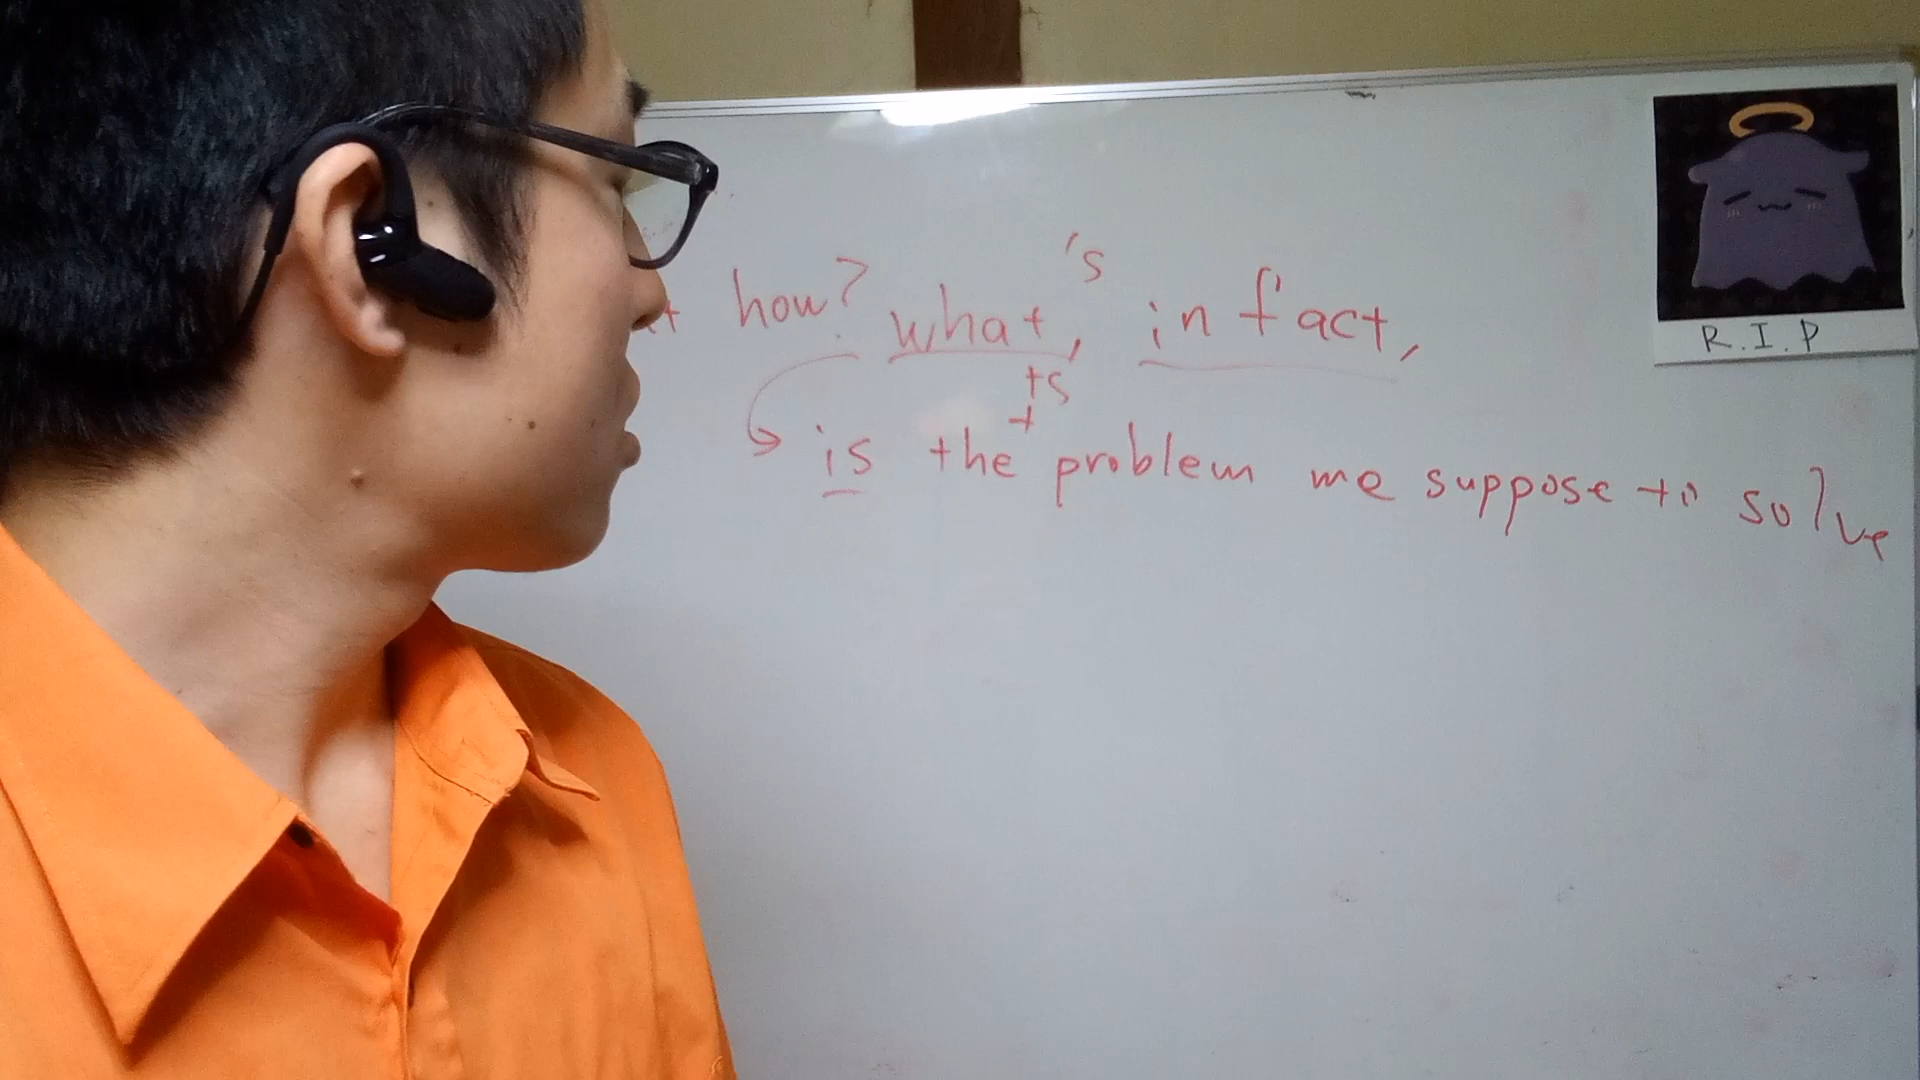 how? what's, in fact,
ts
is the problem me suppose to solve
R.I.P